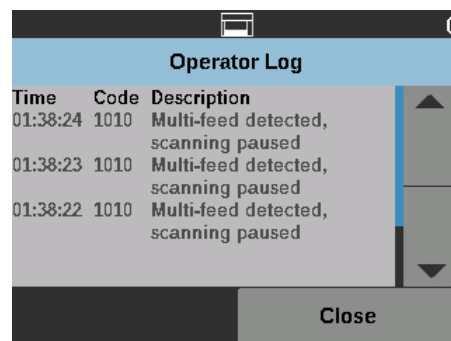 Operator Log
Time Code Description
01:38:24 1010 Multi-feed detected,
scanning paused
01:38:23 1010 Multi-feed detected,
scanning paused
01:38:22 1010 Multi-feed detected,
scanning paused
Close